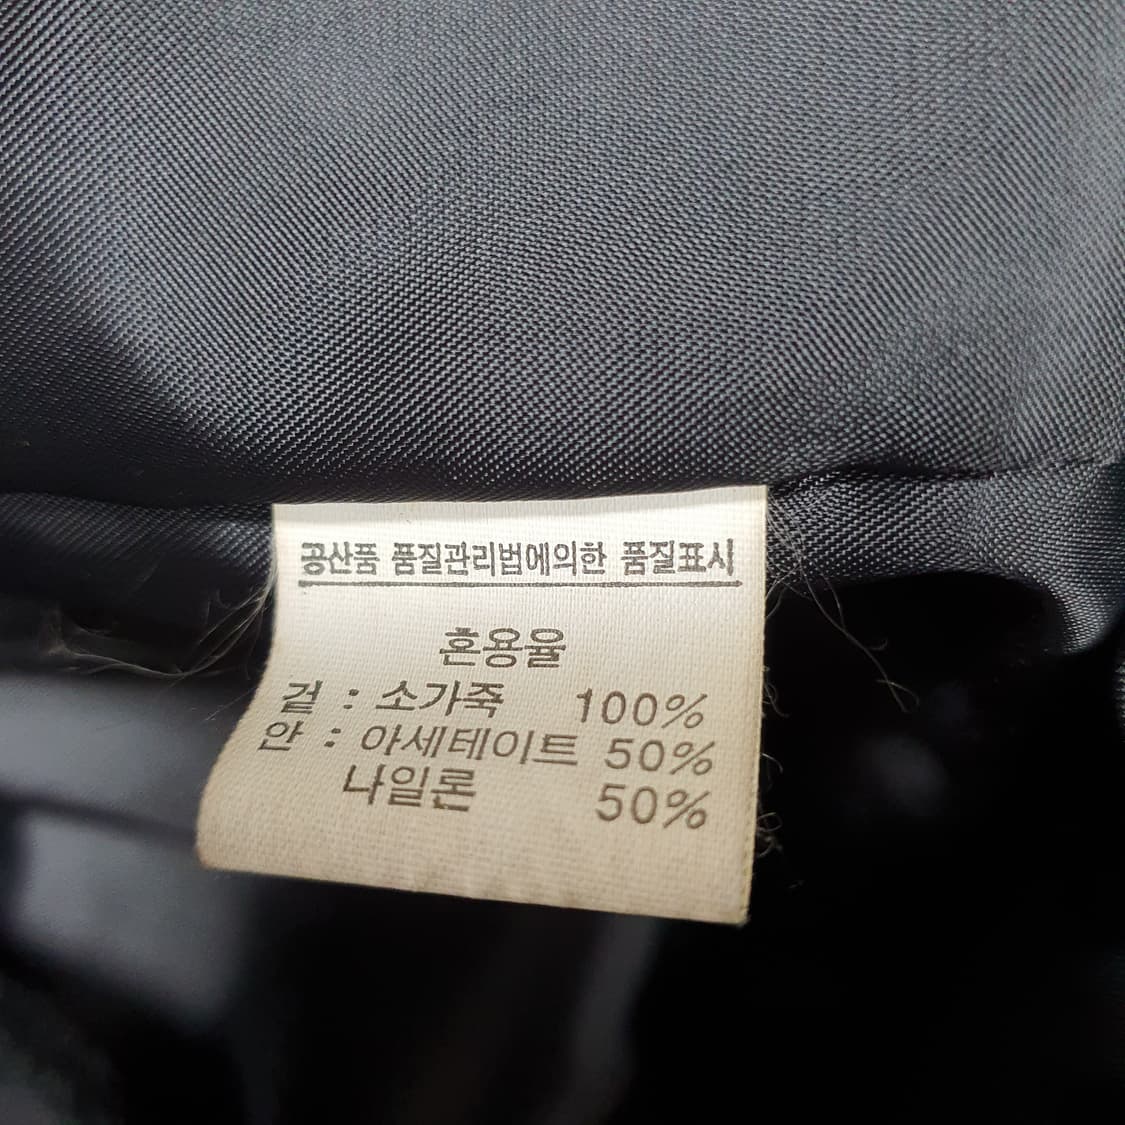 공산품 품질관리법에의한 품질표시
혼용율
겉 : 소가죽 100%
안 : 아세테이트 50%
나일론 50%